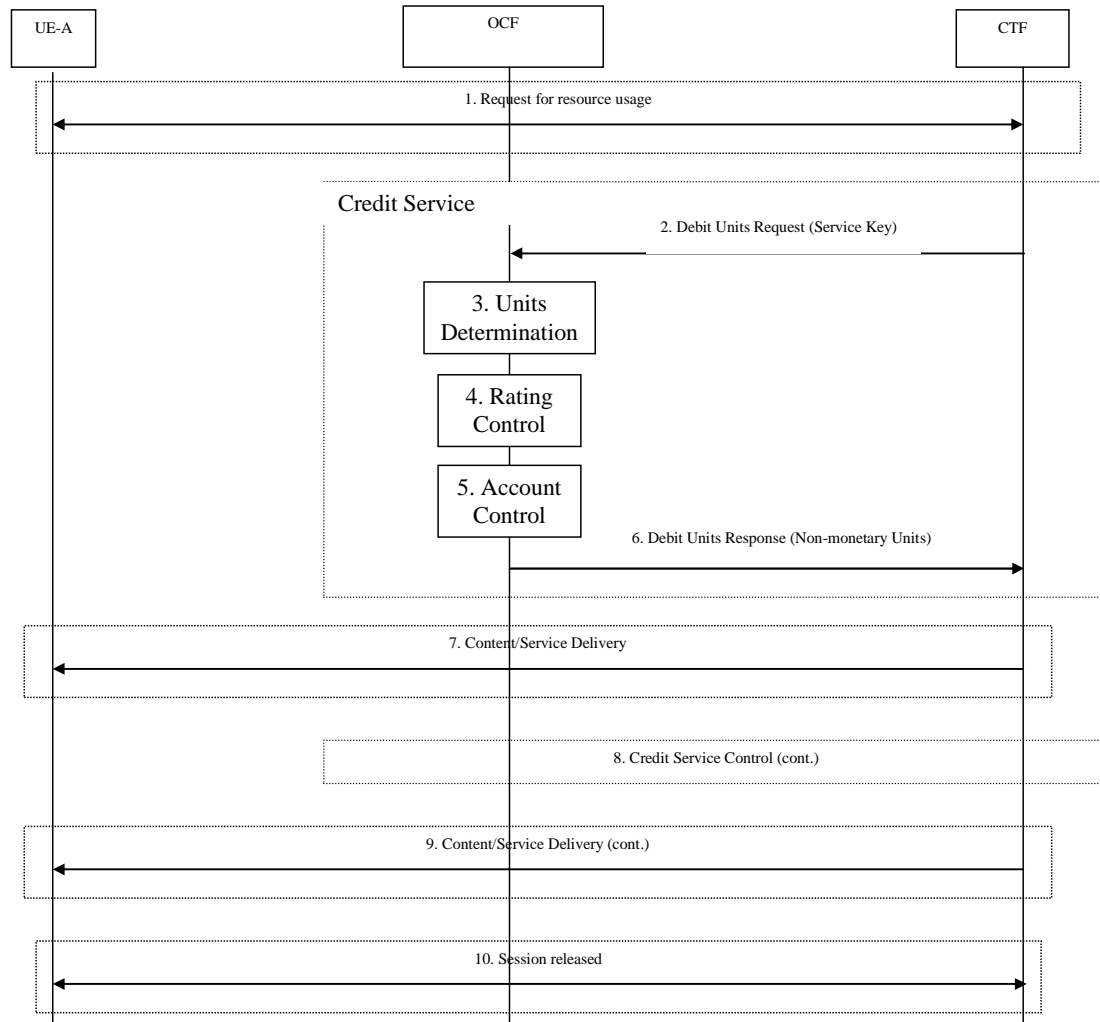 UE-A
OCF
CTF
1. Request for resource usage
Credit Service
2. Debit Units Request (Service Key)
3. Units
Determination
4. Rating
Control
5. Account
Control
6. Debit Units Response (Non-monetary Units)
7. Content/Service Delivery
8. Credit Service Control (cont.)
9. Content/Service Delivery (cont.)
10. Session released